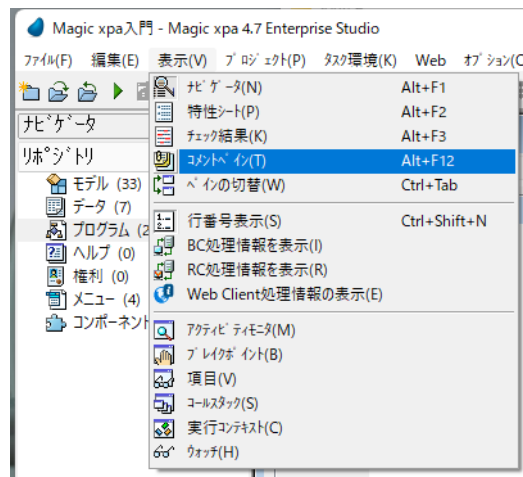 Magic xpa入門 - Magic xpa 4.7 Enterprise Studio
ﾌｧｲﾙ(F) 編集(E) 表示(V) ﾌﾟﾛｼﾞｪｸﾄ(P) ﾀｽｸ環境(K) Web ｵﾌﾟｼｮﾝ(O
ﾅﾋﾞｹﾞｰﾀ
ﾘﾎﾟｼﾞﾄﾘ
モデル (33)
データ (7)
プログラム (2
ヘルプ (0)
権利 (0)
メニュー (4)
コンポーネント
ﾅﾋﾞｹﾞｰﾀ(N) Alt+F1
特性ｼｰﾄ(P) Alt+F2
ﾁｪｯｸ結果(K) Alt+F3
ｺﾒﾝﾄﾍﾟｲﾝ(T) Alt+F12
ﾍﾟｲﾝの切替(W) Ctrl+Tab
行番号表示(S) Ctrl+Shift+N
BC処理情報を表示(I)
RC処理情報を表示(R)
Web Client処理情報の表示(E)
ｱｸﾃｨﾋﾞﾃｨﾓﾆﾀ(M)
ﾌﾞﾚｲｸﾎﾟｲﾝﾄ(B)
項目(V)
ｺｰﾙｽﾀｯｸ(S)
実行ｺﾝﾃｷｽﾄ(C)
ｳｫｯﾁ(H)